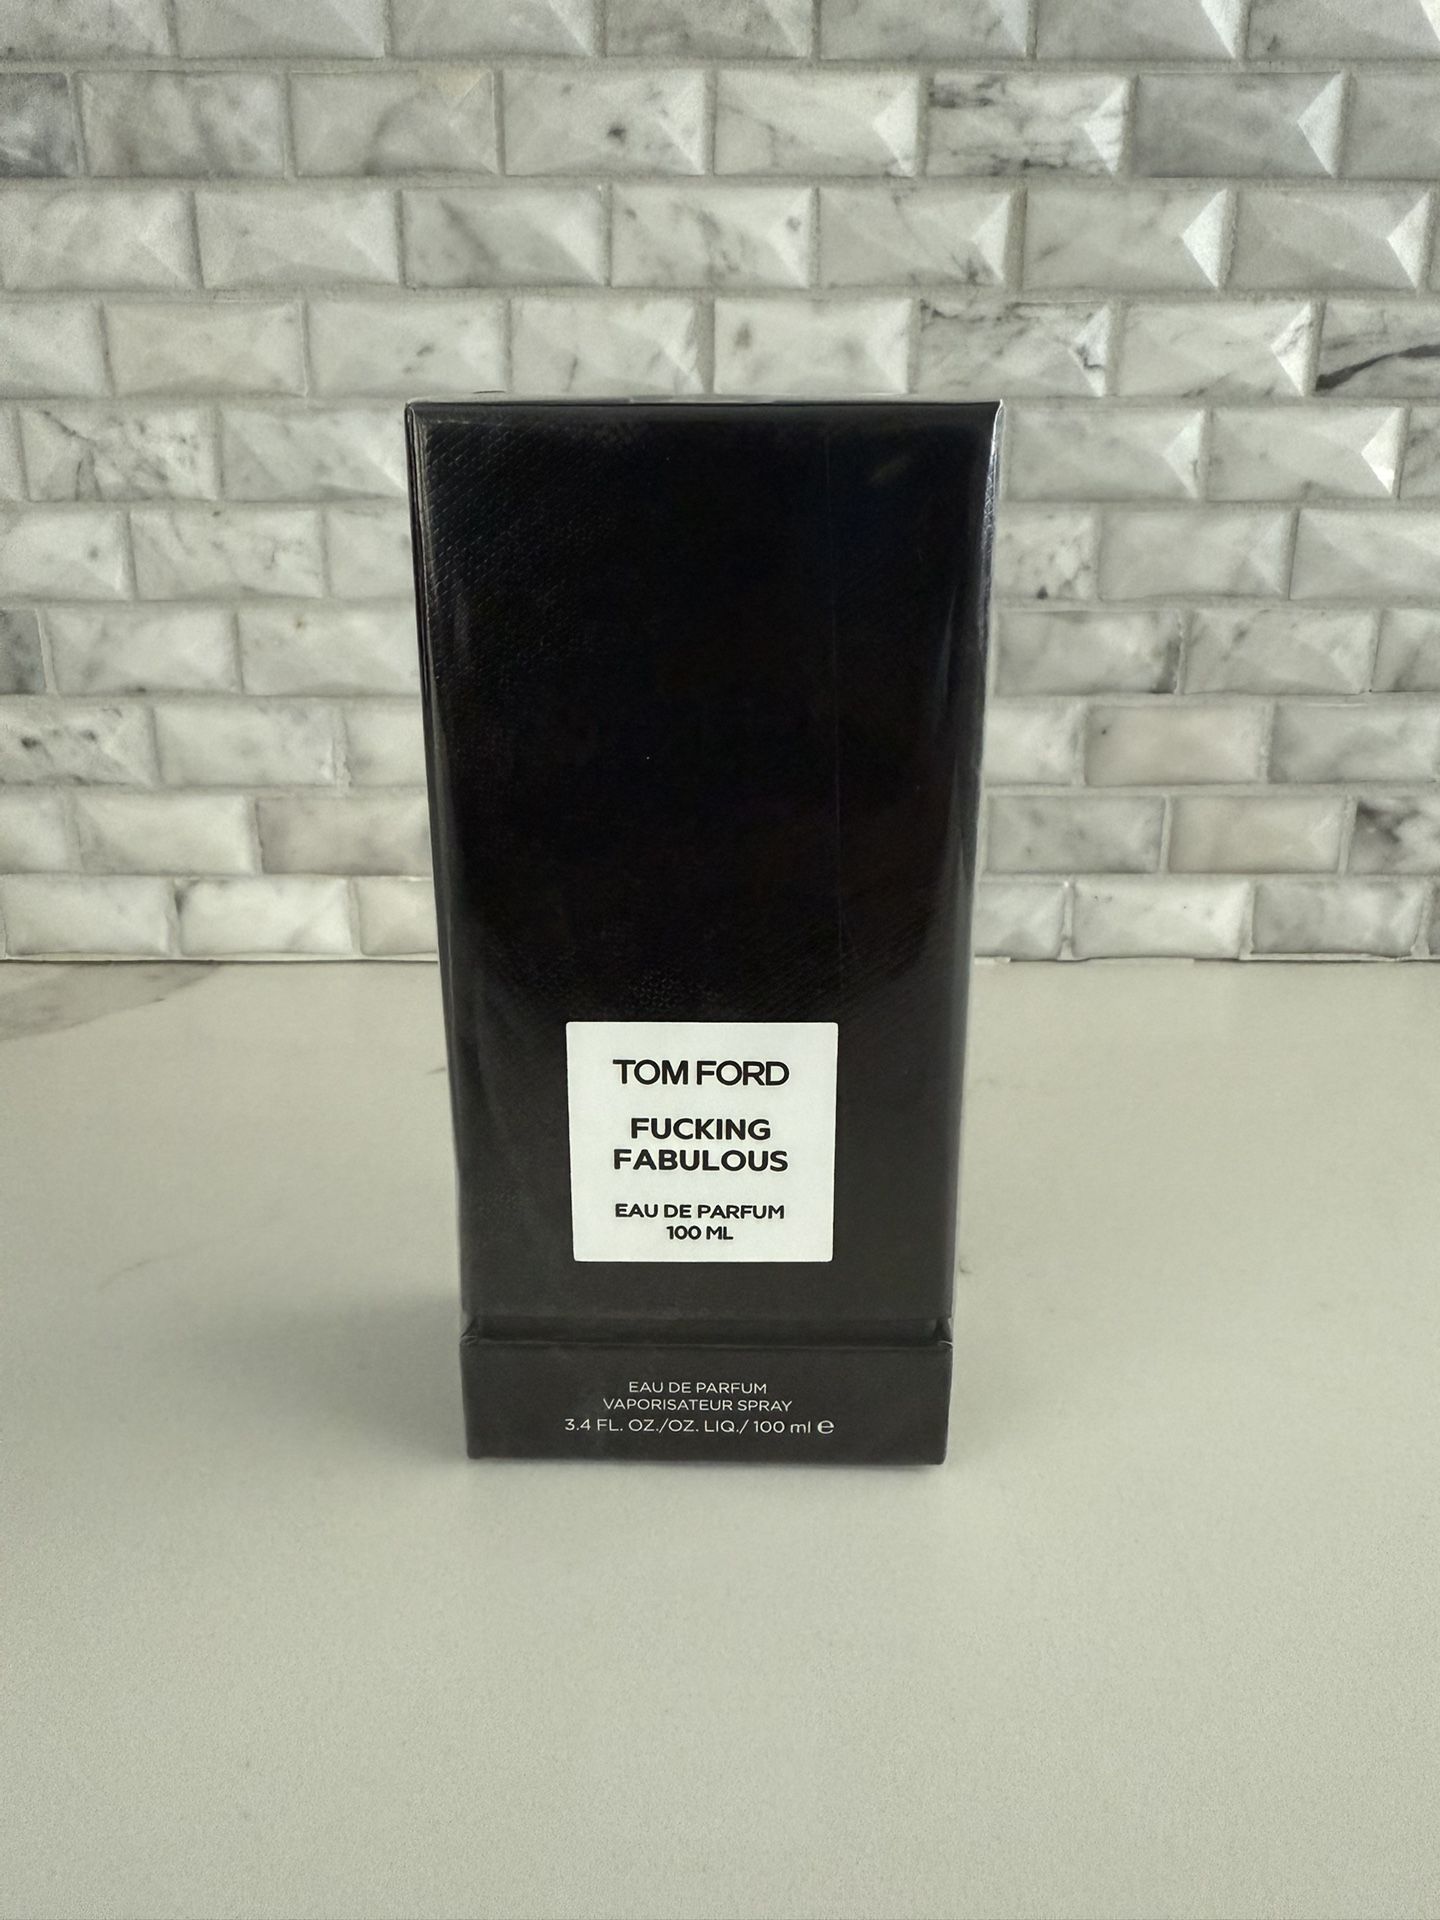 TOM FORD
FUCKING
FABULOUS
EAU DE PARFUM
100 ML
EAU DE PARFUM
VAPORISATEUR SPRAY
3.4 FL. OZ./OZ. LIQ./ 100 ml ℮